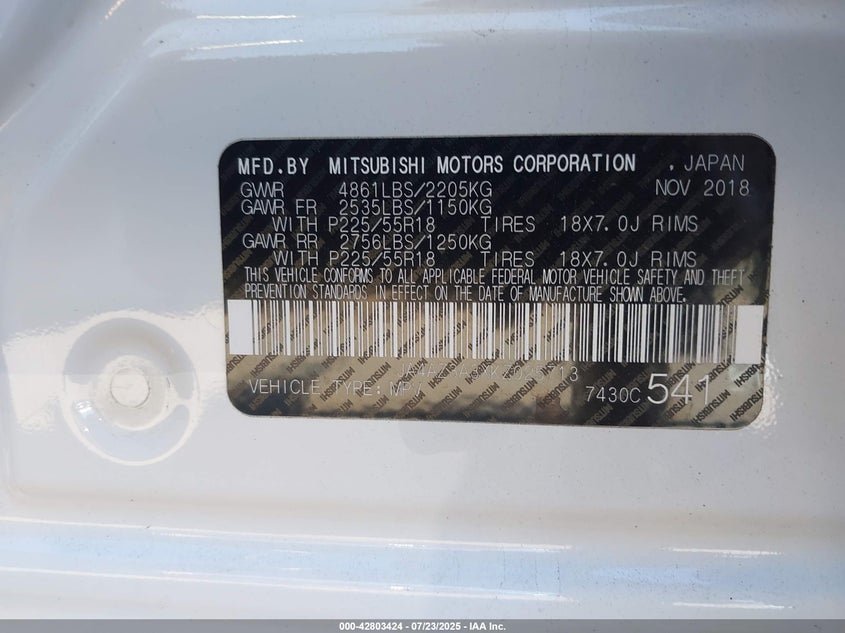 MFD.BY MITSUBISHI MOTORS CORPORATION . JAPAN
GVWR 4861LBS/2205KG NOV 2018
GAWR FR 2535LBS/1150KG
WITH P225/55R18 TIRES 18X7.0J RIMS
GAWR RR 2756LBS/1250KG
WITH P225/55R18 TIRES 18X7.0J RIMS
THIS VEHICLE CONFORMS TO ALL APPLICABLE FEDERAL MOTOR VEHICLE SAFETY AND THEFT
PREVENTION STANDARDS IN EFFECT ON THE DATE OF MANUFACTURE SHOWN ABOVE.
VEHICLE TYPE: 7430C
000-42803424 - 07/23/2025 - IAA Inc.